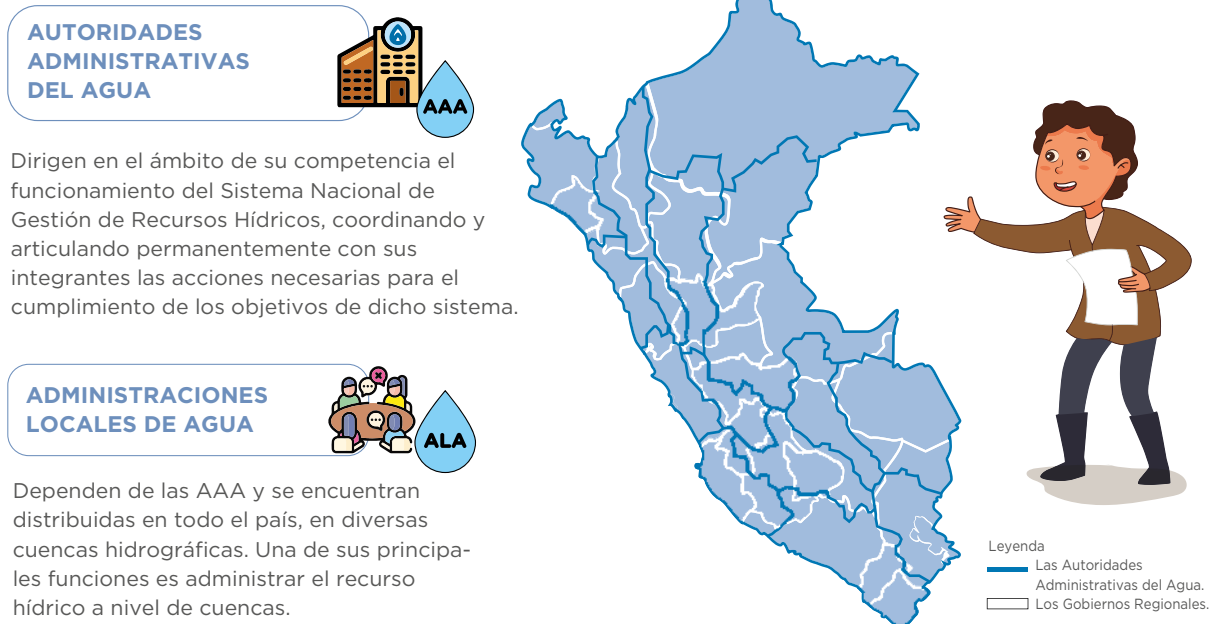 AUTORIDADES
ADMINISTRATIVAS
DEL AGUA
AAA
Dirigen en el ámbito de su competencia el
funcionamiento del Sistema Nacional de
Gestión de Recursos Hídricos, coordinando y
articulando permanentemente con sus
integrantes las acciones necesarias para el
cumplimiento de los objetivos de dicho sistema.
ADMINISTRACIONES
LOCALES DE AGUA
ALA
Dependen de las AAA y se encuentran
distribuidas en todo el país, en diversas
cuencas hidrográficas. Una de sus principa-
les funciones es administrar el recurso
hídrico a nivel de cuencas.
Leyenda
Las Autoridades
Administrativas del Agua.
Los Gobiernos Regionales.